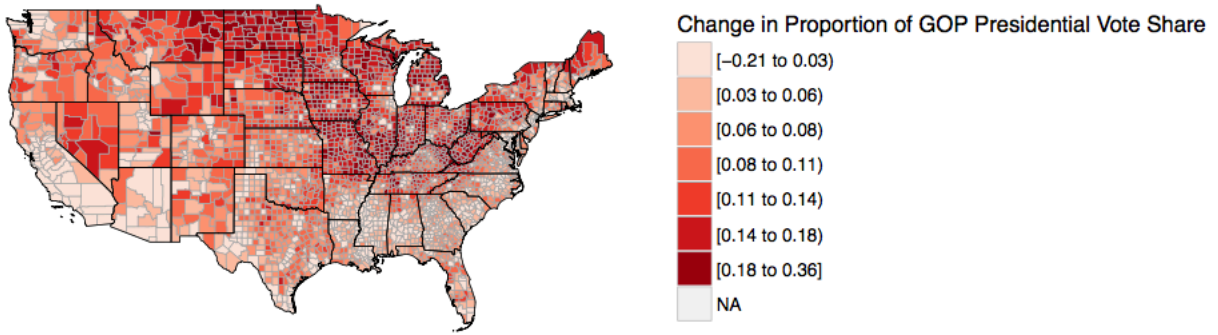 Change in Proportion of GOP Presidential Vote Share
[−0.21 to 0.03)
[0.03 to 0.06)
[0.06 to 0.08)
[0.08 to 0.11)
[0.11 to 0.14)
[0.14 to 0.18)
[0.18 to 0.36]
NA